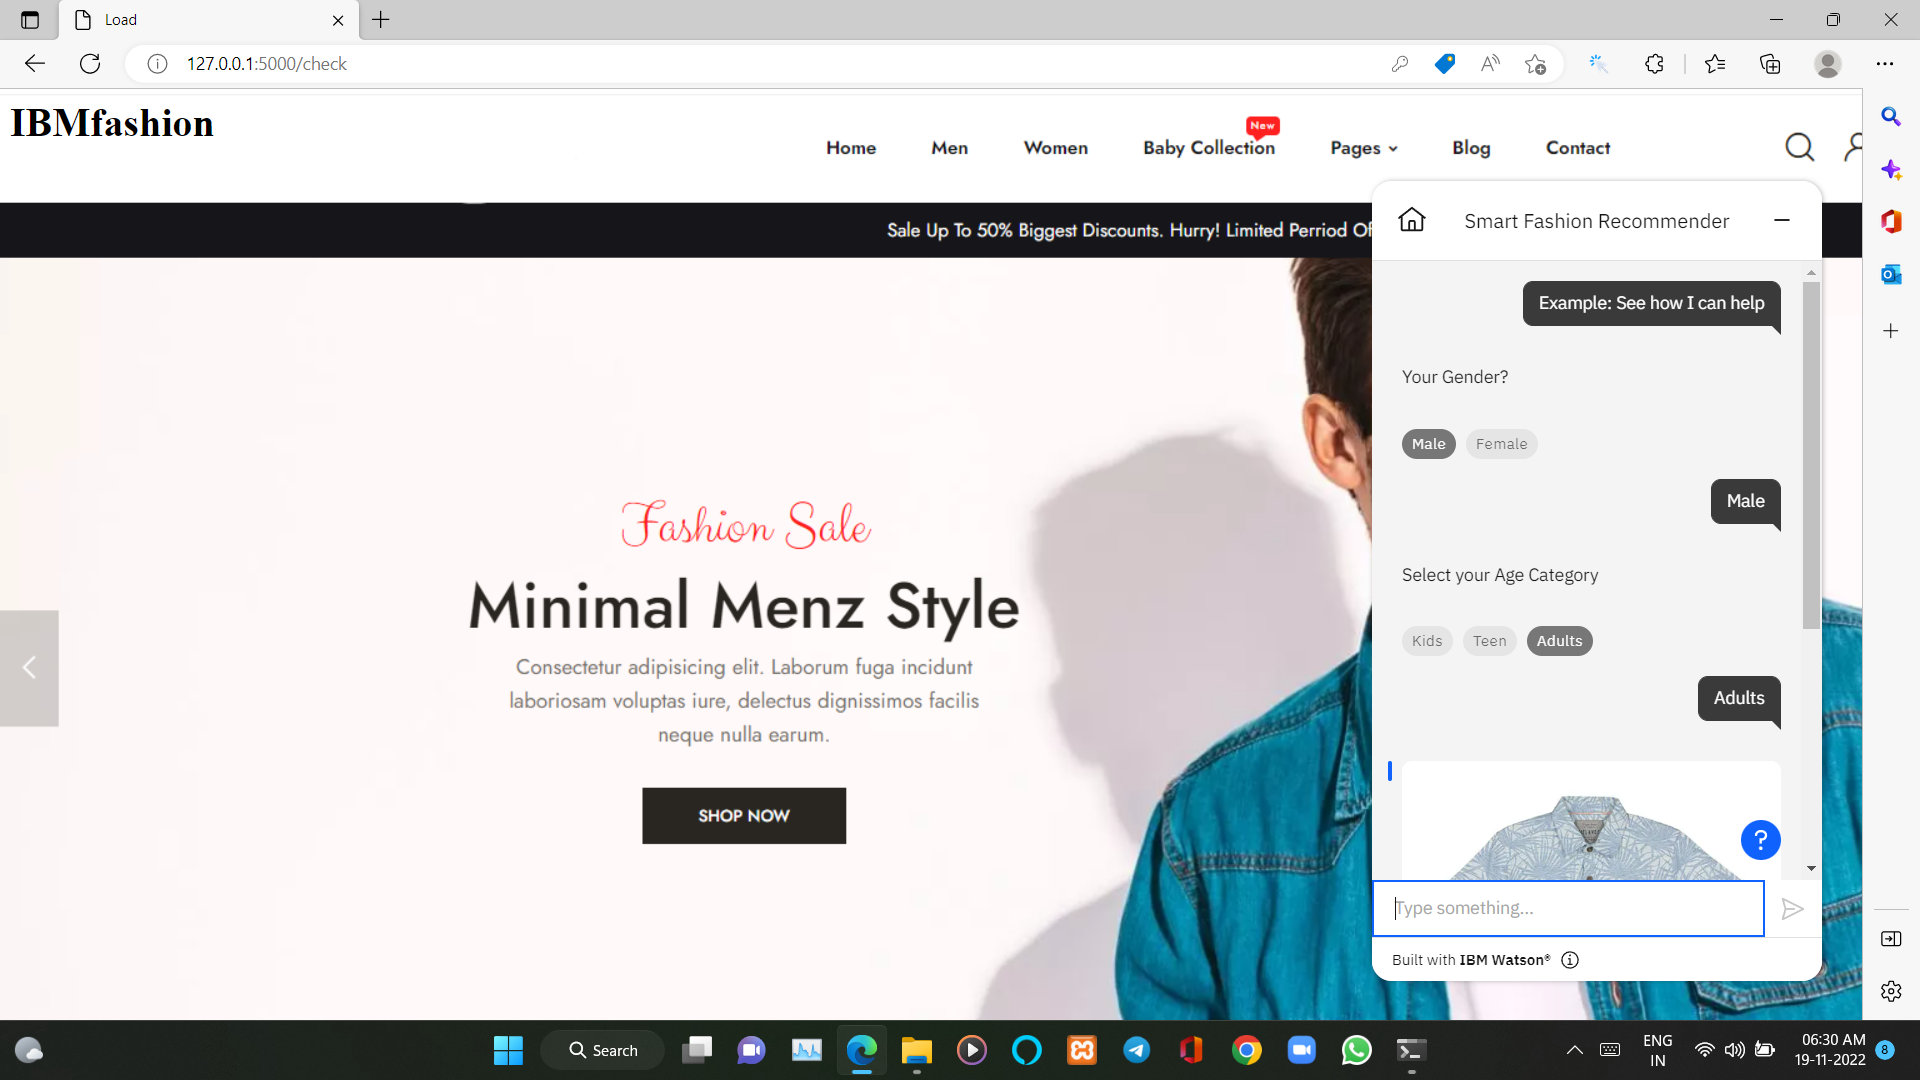 Load
127.0.0.1:5000/check
IBMfashion
Home Men Women Baby Collection New Pages Blog Contact
Sale Up To 50% Biggest Discounts. Hurry! Limited Perriod Of
Fashion Sale
Minimal Menz Style
Consectetur adipisicing elit. Laborum fuga incidunt
laboriosam voluptas iure, delectus dignissimos facilis
neque nulla earum.
SHOP NOW
Smart Fashion Recommender
Example: See how I can help
Your Gender?
Male Female
Male
Select your Age Category
Kids Teen Adults
Adults
?
Type something...
Built with IBM Watson®
Search
ENG
IN
06:30 AM
19-11-2022
8